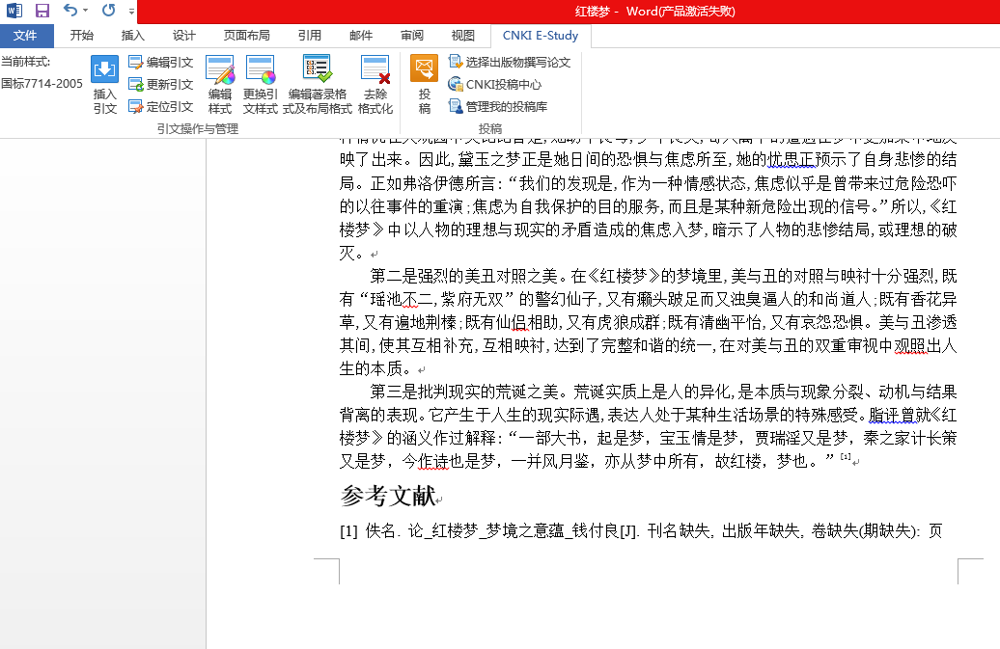 红楼梦 - Word(产品激活失败)
文件 开始 插入 设计 页面布局 引用 邮件 审阅 视图 CNKI E-Study
当前样式:
国标7714-2005
插入
引文
编辑引文
更新引文
定位引文
编辑
样式
更换引
文样式
编辑著录格
式及布局格式
去除
格式化
引文操作与管理
投
稿
选择出版物撰写论文
CNKI投稿中心
管理我的投稿库
投稿
映了出来。因此,黛玉之梦正是她日间的恐惧与焦虑所至,她的忧思正预示了自身悲惨的结
局。正如弗洛伊德所言:“我们的发现是,作为一种情感状态,焦虑似乎是曾带来过危险恐吓
的以往事件的重演;焦虑为自我保护的目的服务,而且是某种新危险出现的信号。”所以,《红
楼梦》中以人物的理想与现实的矛盾造成的焦虑入梦,暗示了人物的悲惨结局,或理想的破
灭。
第二是强烈的美丑对照之美。在《红楼梦》的梦境里,美与丑的对照与映衬十分强烈,既
有“瑶池不二,紫府无双”的警幻仙子,又有癞头跛足而又浊臭逼人的和尚道人;既有香花异
草,又有遍地荆榛;既有仙侣相助,又有虎狼成群;既有清幽平怡,又有哀怨恐惧。美与丑渗透
其间,使其互相补充,互相映衬,达到了完整和谐的统一,在对美与丑的双重审视中观照出人
生的本质。
第三是批判现实的荒诞之美。荒诞实质上是人的异化,是本质与现象分裂、动机与结果
背离的表现。它产生于人生的现实际遇,表达人处于某种生活场景的特殊感受。脂评曾就《红
楼梦》的涵义作过解释:“一部大书，起是梦，宝玉情是梦，贾瑞淫又是梦，秦之家计长策
又是梦，今作诗也是梦，一并风月鉴，亦从梦中所有，故红楼，梦也。”[1]
参考文献
[1] 佚名. 论_红楼梦_梦境之意蕴_钱付良[J]. 刊名缺失, 出版年缺失, 卷缺失(期缺失): 页